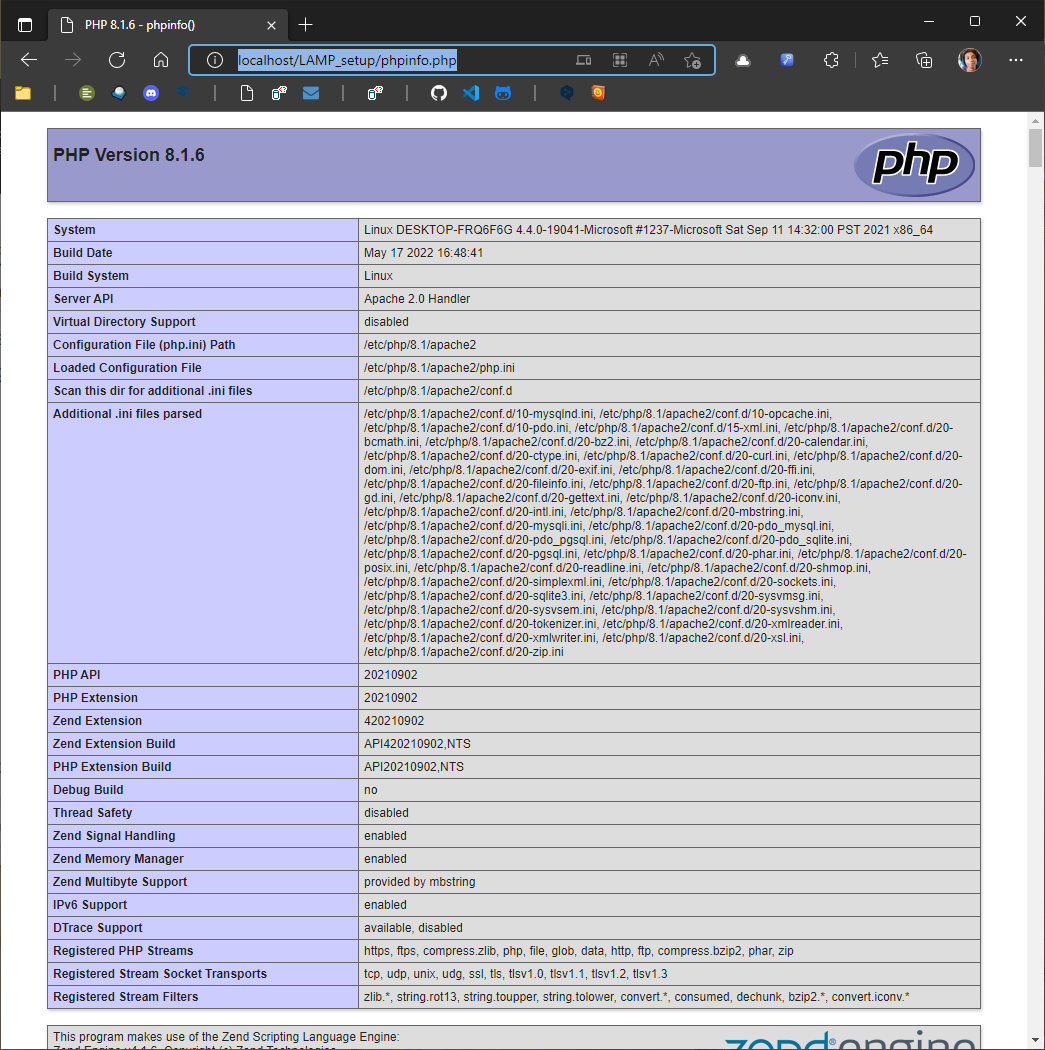 PHP 8.1.6 - phpinfo()
localhost/LAMP_setup/phpinfo.php
PHP Version 8.1.6
php
System Linux DESKTOP-FRQ6F6G 4.4.0-19041-Microsoft #1237-Microsoft Sat Sep 11 14:32:00 PST 2021 x86_64
Build Date May 17 2022 16:48:41
Build System Linux
Server API Apache 2.0 Handler
Virtual Directory Support disabled
Configuration File (php.ini) Path /etc/php/8.1/apache2
Loaded Configuration File /etc/php/8.1/apache2/php.ini
Scan this dir for additional .ini files /etc/php/8.1/apache2/conf.d
Additional .ini files parsed /etc/php/8.1/apache2/conf.d/10-mysqlnd.ini, /etc/php/8.1/apache2/conf.d/10-opcache.ini,
/etc/php/8.1/apache2/conf.d/10-pdo.ini, /etc/php/8.1/apache2/conf.d/15-xml.ini, /etc/php/8.1/apache2/conf.d/20-
bcmath.ini, /etc/php/8.1/apache2/conf.d/20-bz2.ini, /etc/php/8.1/apache2/conf.d/20-calendar.ini,
/etc/php/8.1/apache2/conf.d/20-ctype.ini, /etc/php/8.1/apache2/conf.d/20-curl.ini, /etc/php/8.1/apache2/conf.d/20-
dom.ini, /etc/php/8.1/apache2/conf.d/20-exif.ini, /etc/php/8.1/apache2/conf.d/20-ffi.ini,
/etc/php/8.1/apache2/conf.d/20-fileinfo.ini, /etc/php/8.1/apache2/conf.d/20-ftp.ini, /etc/php/8.1/apache2/conf.d/20-
gd.ini, /etc/php/8.1/apache2/conf.d/20-gettext.ini, /etc/php/8.1/apache2/conf.d/20-iconv.ini,
/etc/php/8.1/apache2/conf.d/20-intl.ini, /etc/php/8.1/apache2/conf.d/20-mbstring.ini,
/etc/php/8.1/apache2/conf.d/20-mysqli.ini, /etc/php/8.1/apache2/conf.d/20-pdo_mysql.ini,
/etc/php/8.1/apache2/conf.d/20-pdo_pgsql.ini, /etc/php/8.1/apache2/conf.d/20-pdo_sqlite.ini,
/etc/php/8.1/apache2/conf.d/20-pgsql.ini, /etc/php/8.1/apache2/conf.d/20-phar.ini, /etc/php/8.1/apache2/conf.d/20-
posix.ini, /etc/php/8.1/apache2/conf.d/20-readline.ini, /etc/php/8.1/apache2/conf.d/20-shmop.ini,
/etc/php/8.1/apache2/conf.d/20-simplexml.ini, /etc/php/8.1/apache2/conf.d/20-sockets.ini,
/etc/php/8.1/apache2/conf.d/20-sqlite3.ini, /etc/php/8.1/apache2/conf.d/20-sysvmsg.ini,
/etc/php/8.1/apache2/conf.d/20-sysvsem.ini, /etc/php/8.1/apache2/conf.d/20-sysvshm.ini,
/etc/php/8.1/apache2/conf.d/20-tokenizer.ini, /etc/php/8.1/apache2/conf.d/20-xmlreader.ini,
/etc/php/8.1/apache2/conf.d/20-xmlwriter.ini, /etc/php/8.1/apache2/conf.d/20-xsl.ini,
/etc/php/8.1/apache2/conf.d/20-zip.ini
PHP API 20210902
PHP Extension 20210902
Zend Extension 420210902
Zend Extension Build API420210902,NTS
PHP Extension Build API20210902,NTS
Debug Build no
Thread Safety disabled
Zend Signal Handling enabled
Zend Memory Manager enabled
Zend Multibyte Support provided by mbstring
IPv6 Support enabled
DTrace Support available, disabled
Registered PHP Streams https, ftps, compress.zlib, php, file, glob, data, http, ftp, compress.bzip2, phar, zip
Registered Stream Socket Transports tcp, udp, unix, udg, ssl, tls, tlsv1.0, tlsv1.1, tlsv1.2, tlsv1.3
Registered Stream Filters zlib.*, string.rot13, string.toupper, string.tolower, convert.*, consumed, dechunk, bzip2.*, convert.iconv.*
This program makes use of the Zend Scripting Language Engine:
Zend Engine v4.1.6, Copyright (c) Zend Technologies
zend® engine